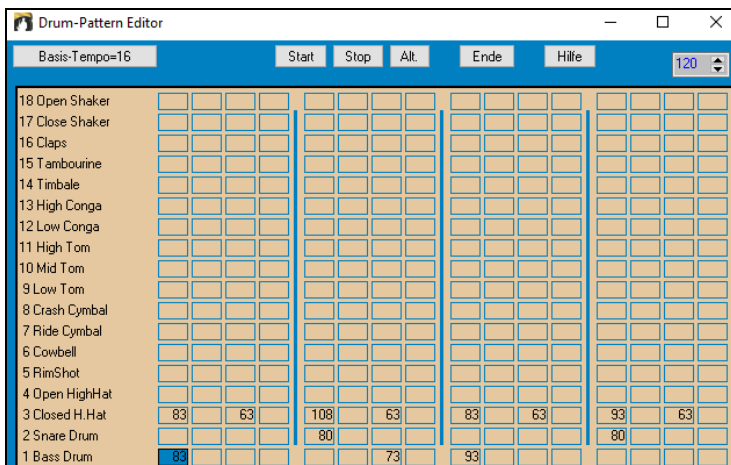 Drum-Pattern Editor
Basis-Tempo=16 Start Stop Alt. Ende Hilfe 120
18 Open Shaker
17 Close Shaker
16 Claps
15 Tambourine
14 Timbale
13 High Conga
12 Low Conga
11 High Tom
10 Mid Tom
9 Low Tom
8 Crash Cymbal
7 Ride Cymbal
6 Cowbell
5 RimShot
4 Open HighHat
3 Closed H.Hat 83 63 108 63 83 63 93 63
2 Snare Drum 80 80
1 Bass Drum 83 73 93